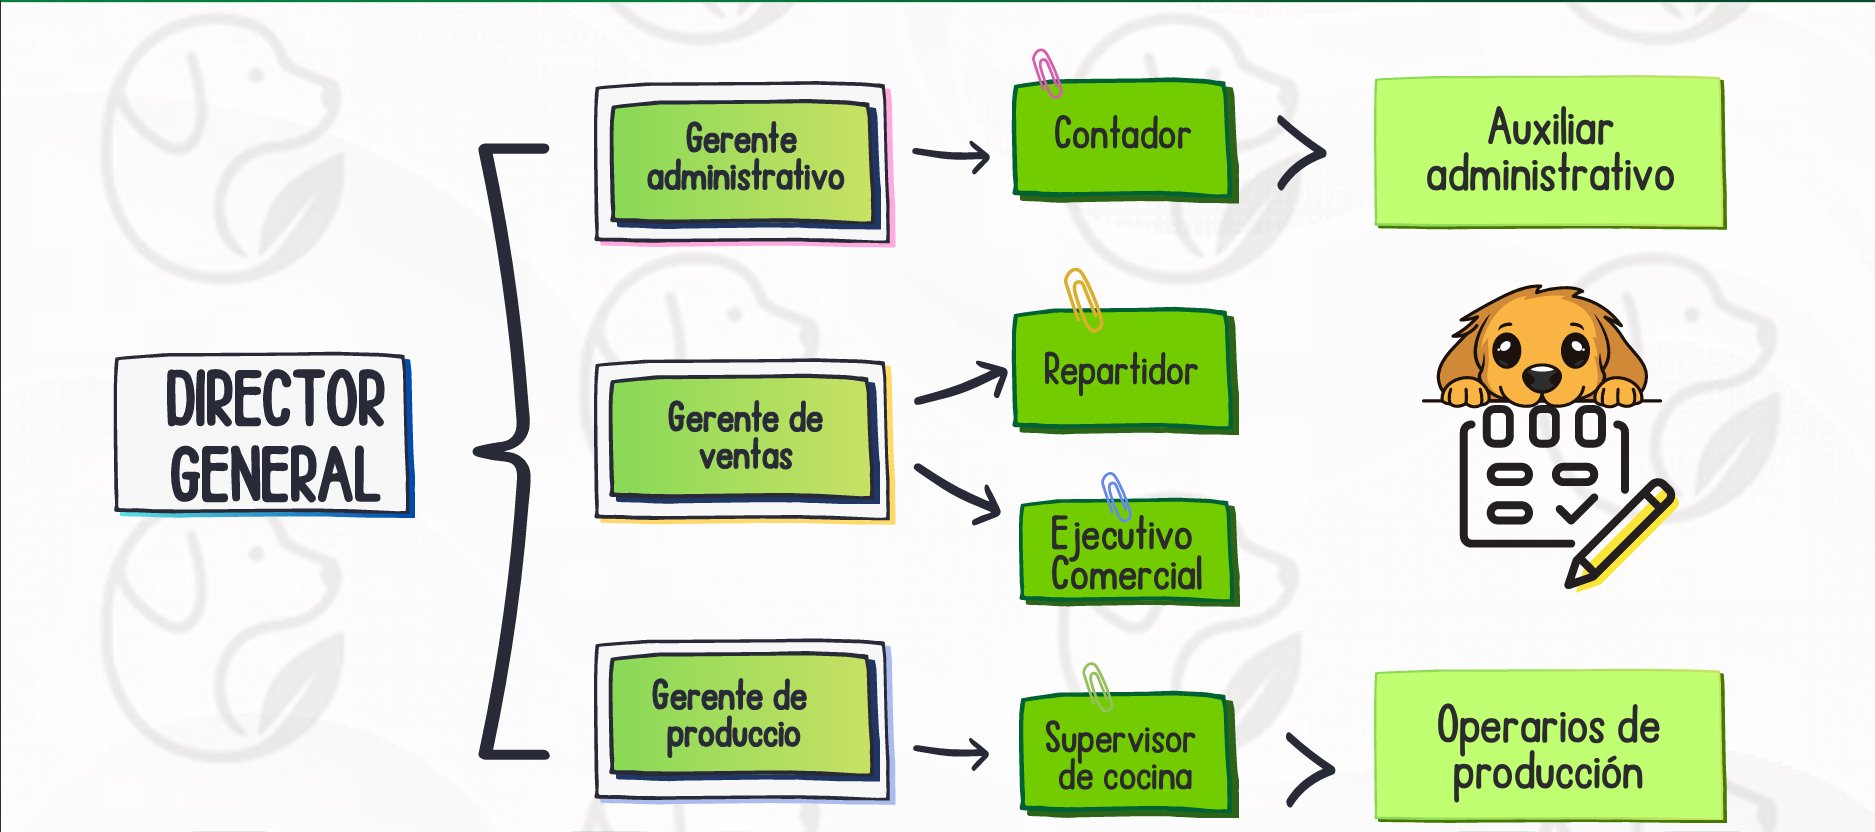 DIRECTOR
GENERAL
Gerente
administrativo
Contador
Auxiliar
administrativo
Gerente de
ventas
Repartidor
Ejecutivo
Comercial
Gerente de
produccio
Supervisor
de cocina
Operarios de
producción